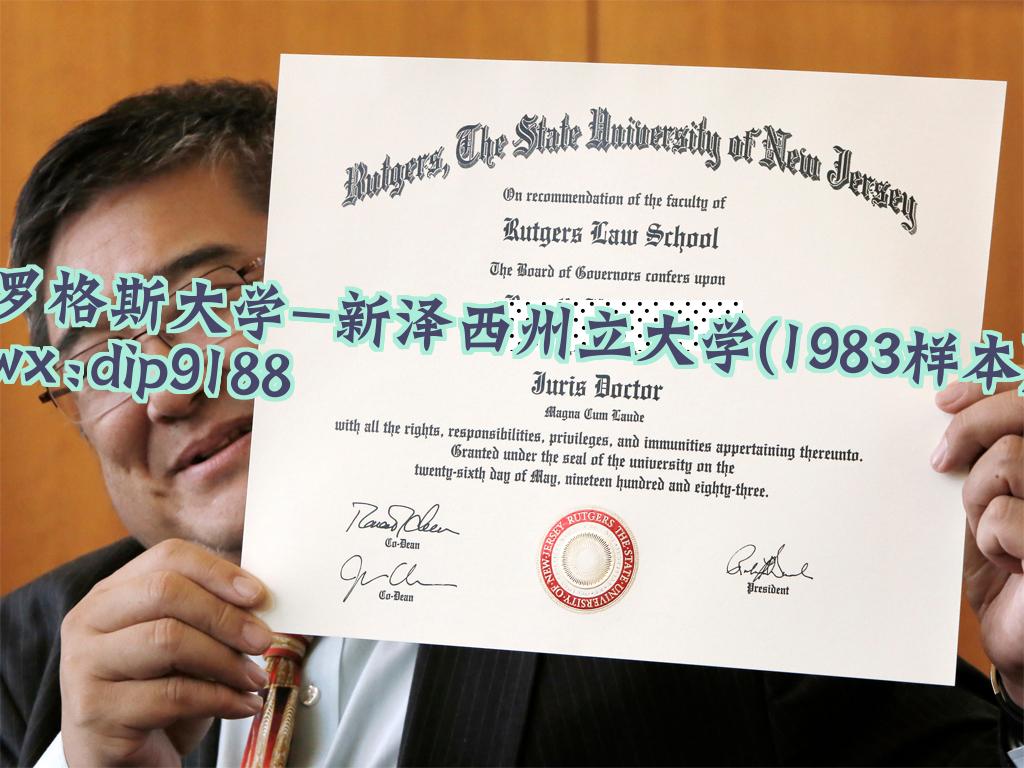 Rutgers, The State University of New Jersey
On recommendation of the faculty of
Rutgers Law School
The Board of Governors confers upon
罗格斯大学-新泽西州立大学(1983样本)
wx:dip9188
Juris Doctor
Magna Cum Laude
with all the rights, responsibilities, privileges, and immunities appertaining thereunto.
Granted under the seal of the university on the
twenty-sixth day of May, nineteen hundred and eighty-three.
Co-Dean
Co-Dean
RUTGERS THE STATE UNIVERSITY OF NEW JERSEY
President